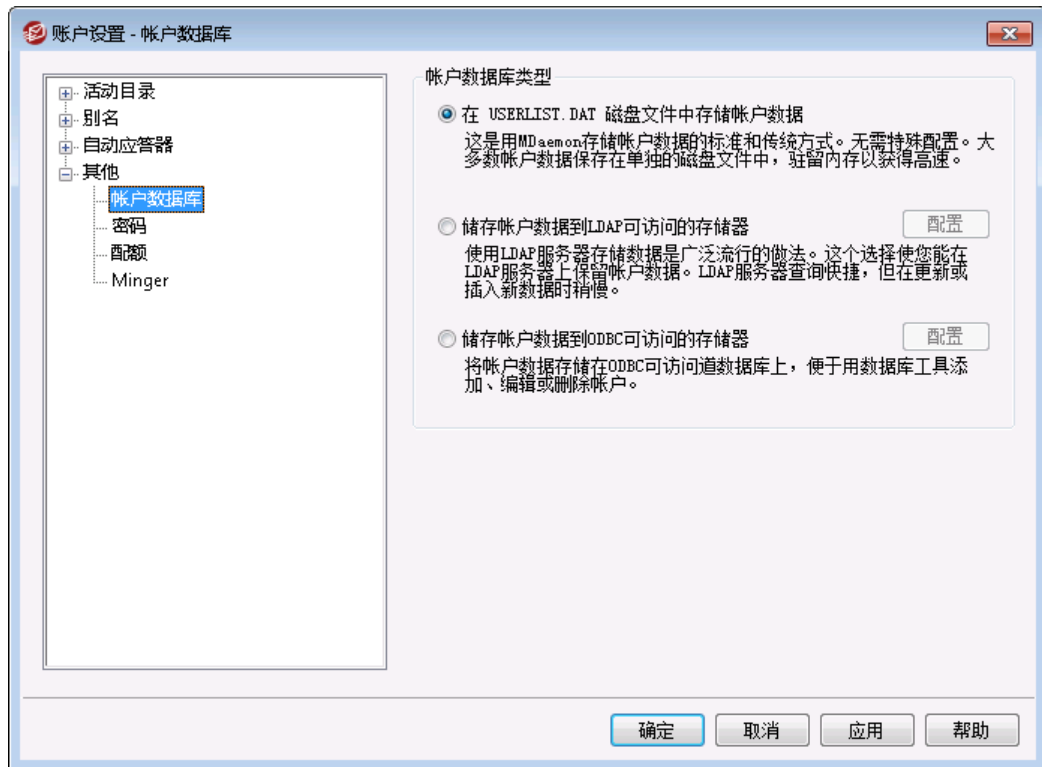 账户设置 - 帐户数据库
活动目录
别名
自动应答器
其他
帐户数据库
密码
配额
Minger
帐户数据库类型
在 USERLIST.DAT 磁盘文件中存储帐户数据
这是用MDaemon存储帐户数据的标准和传统方式。无需特殊配置。大
多数帐户数据保存在单独的磁盘文件中，驻留内存以获得高速。
储存帐户数据到LDAP可访问的存储器
配置
使用LDAP服务器存储数据是广泛流行的做法。这个选择使您能在
LDAP服务器上保留帐户数据。LDAP服务器查询快捷，但在更新或
插入新数据时稍慢。
储存帐户数据到ODBC可访问的存储器
配置
将帐户数据存储在ODBC可访问道数据库上，便于用数据库工具添
加、编辑或删除帐户。
确定
取消
应用
帮助